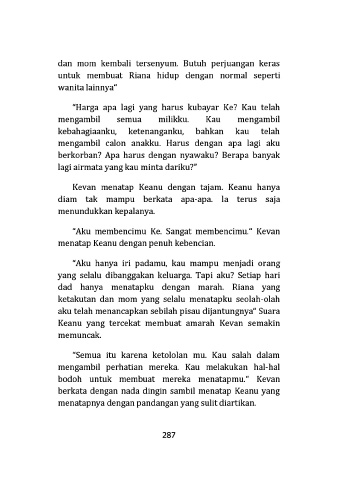 dan mom kembali tersenyum. Butuh perjuangan keras
untuk membuat Riana hidup dengan normal seperti
wanita lainnya"
"Harga apa lagi yang harus kubayar Ke? Kau telah
mengambil semua milikku. Kau mengambil
kebahagiaanku, ketenanganku, bahkan kau telah
mengambil calon anakku. Harus dengan apa lagi aku
berkorban? Apa harus dengan nyawaku? Berapa banyak
lagi airmata yang kau minta dariku?"
Kevan menatap Keanu dengan tajam. Keanu hanya
diam tak mampu berkata apa-apa. Ia terus saja
menundukkan kepalanya.
"Aku membencimu Ke. Sangat membencimu." Kevan
menatap Keanu dengan penuh kebencian.
"Aku hanya iri padamu, kau mampu menjadi orang
yang selalu dibanggakan keluarga. Tapi aku? Setiap hari
dad hanya menatapku dengan marah. Riana yang
ketakutan dan mom yang selalu menatapku seolah-olah
aku telah menancapkan sebilah pisau dijantungnya" Suara
Keanu yang tercekat membuat amarah Kevan semakin
memuncak.
"Semua itu karena ketololan mu. Kau salah dalam
mengambil perhatian mereka. Kau melakukan hal-hal
bodoh untuk membuat mereka menatapmu." Kevan
berkata dengan nada dingin sambil menatap Keanu yang
menatapnya dengan pandangan yang sulit diartikan.
287